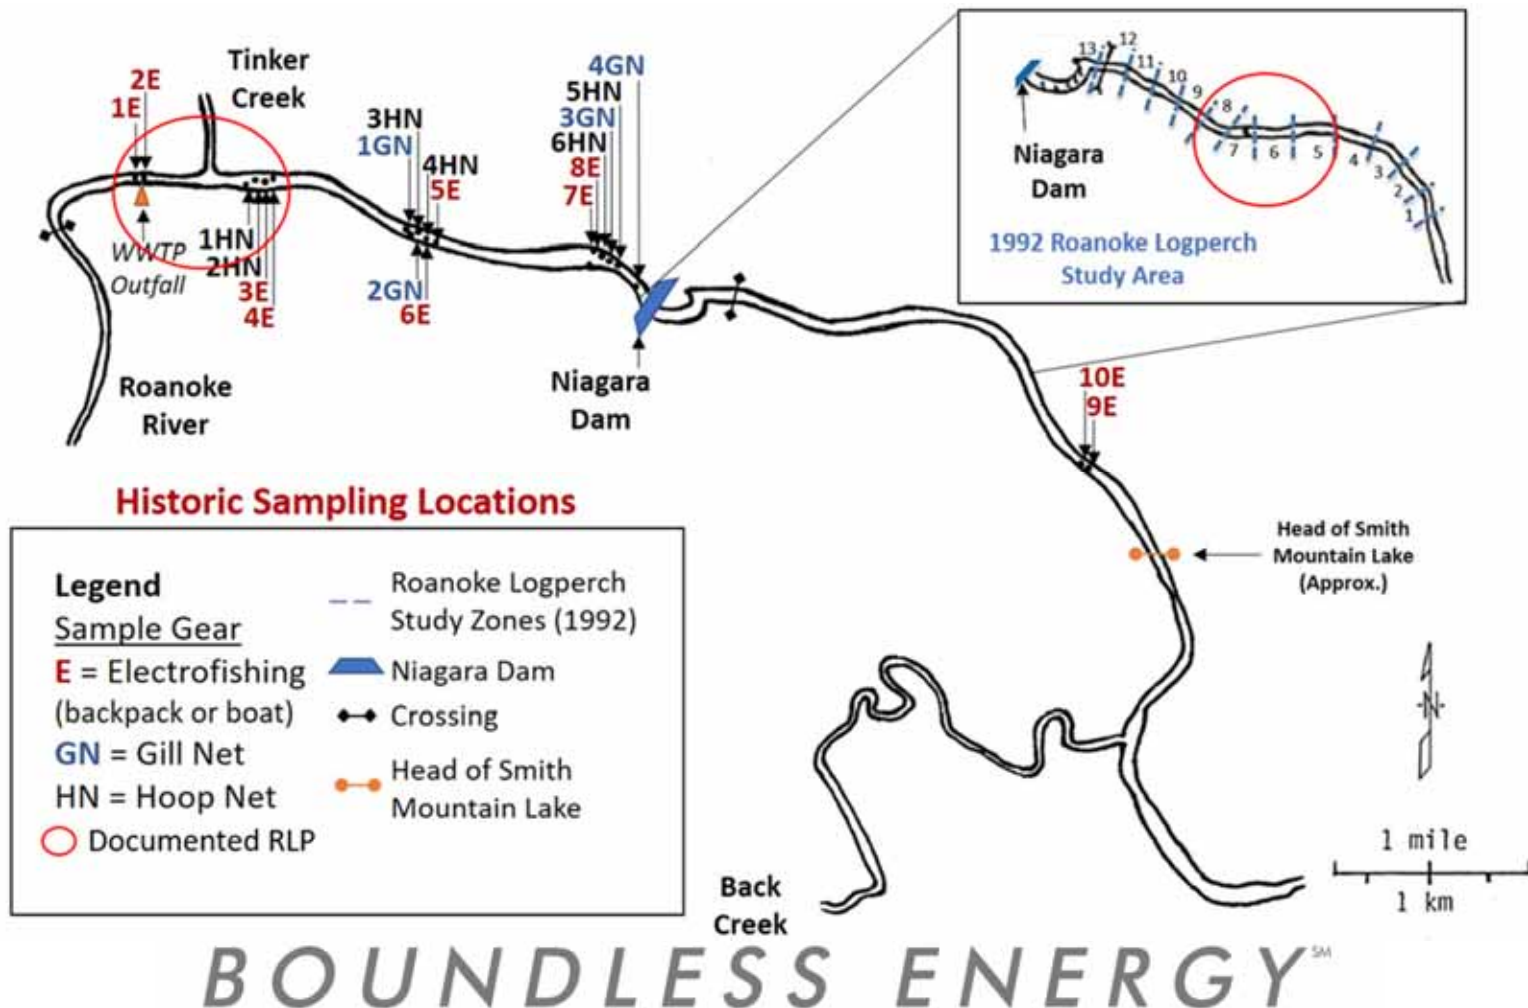 2E
1E
Tinker
Creek
WWTP
Outfall
1HN
2HN
3E
4E
Roanoke
River
3HN
1GN
4HN
5E
2GN
6E
4GN
5HN
3GN
6HN
8E
7E
Niagara
Dam
13
12
11
10
9
8
7
6
5
4
3
2
1
Niagara
Dam
1992 Roanoke Logperch
Study Area
10E
9E
Head of Smith
Mountain Lake
(Approx.)
Historic Sampling Locations
Legend
Sample Gear
E = Electrofishing
(backpack or boat)
GN = Gill Net
HN = Hoop Net
Documented RLP
Roanoke Logperch
Study Zones (1992)
Niagara Dam
Crossing
Head of Smith
Mountain Lake
Back
Creek
N
1 mile
1 km
BOUNDLESS ENERGY℠